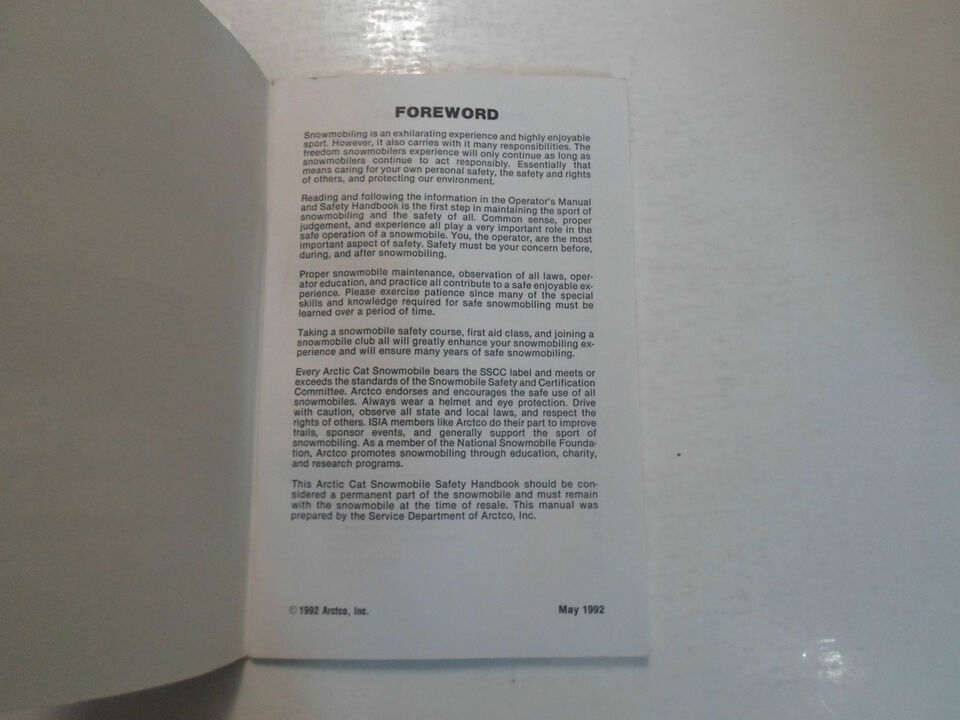 FOREWORD
Snowmobiling is an exhilarating experience and highly enjoyable
sport. However, it also carries with it many responsibilities. The
freedom snowmobilers experience will only continue as long as
snowmobilers continue to act responsibly. Essentially that
means caring for your own personal safety, the safety and rights
of others, and protecting our environment.
Reading and following the information in the Operator's Manual
and Safety Handbook is the first step in maintaining the sport of
snowmobiling and the safety of all. Common sense, proper
judgement, and experience all play a very important role in the
safe operation of a snowmobile. You, the operator, are the most
important aspect of safety. Safety must be your concern before,
during, and after snowmobiling.
Proper snowmobile maintenance, observation of all laws, oper-
ator education, and practice all contribute to a safe enjoyable ex-
perience. Please exercise patience since many of the special
skills and knowledge required for safe snowmobiling must be
learned over a period of time.
Taking a snowmobile safety course, first aid class, and joining a
snowmobile club all will greatly enhance your snowmobiling ex-
perience and will ensure many years of safe snowmobiling.
Every Arctic Cat Snowmobile bears the SSCC label and meets or
exceeds the standards of the Snowmobile Safety and Certification
Committee. Arctco endorses and encourages the safe use of all
snowmobiles. Always wear a helmet and eye protection. Drive
with caution, observe all state and local laws, and respect the
rights of others. ISIA members like Arctco do their part to improve
trails, sponsor events, and generally support the sport of
snowmobiling. As a member of the National Snowmobile Founda-
tion, Arctco promotes snowmobiling through education, charity,
and research programs.
This Arctic Cat Snowmobile Safety Handbook should be con-
sidered a permanent part of the snowmobile and must remain
with the snowmobile at the time of resale. This manual was
prepared by the Service Department of Arctco, Inc.
© 1992 Arctco, Inc.
May 1992